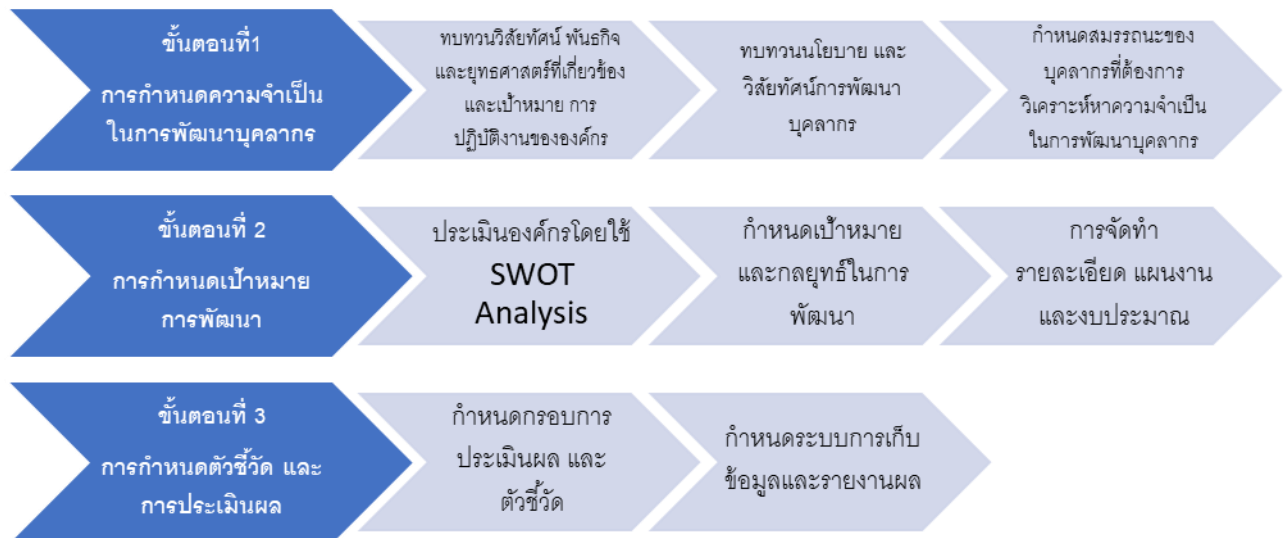 ขั้นตอนที่1
การกำหนดความจำเป็น
ในการพัฒนาบุคลากร
ทบทวนวิสัยทัศน์ พันธกิจ
และยุทธศาสตร์ที่เกี่ยวข้อง
และเป้าหมาย การ
ปฏิบัติงานขององค์กร
ทบทวนนโยบาย และ
วิสัยทัศน์การพัฒนา
บุคลากร
กำหนดสมรรถนะของ
บุคลากรที่ต้องการ
วิเคราะห์หาความจำเป็น
ในการพัฒนาบุคลากร
ขั้นตอนที่ 2
การกำหนดเป้าหมาย
การพัฒนา
ประเมินองค์กรโดยใช้
SWOT
Analysis
กำหนดเป้าหมาย
และกลยุทธ์ในการ
พัฒนา
การจัดทำ
รายละเอียด แผนงาน
และงบประมาณ
ขั้นตอนที่ 3
การกำหนดตัวชี้วัด และ
การประเมินผล
กำหนดกรอบการ
ประเมินผล และ
ตัวชี้วัด
กำหนดระบบการเก็บ
ข้อมูลและรายงานผล